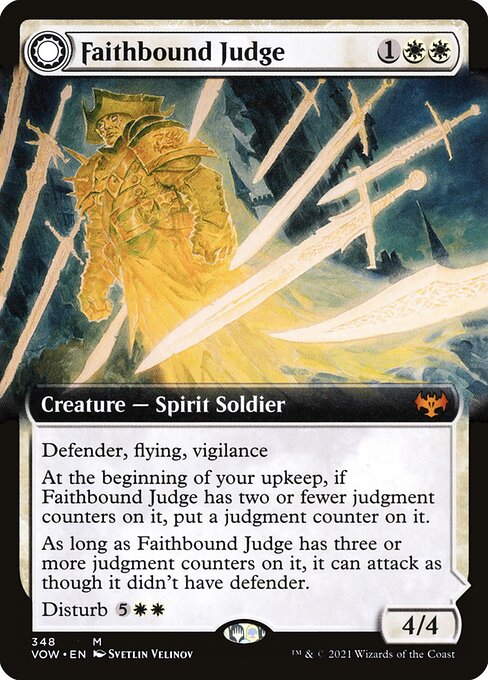 Faithbound Judge 1
Creature — Spirit Soldier
Defender, flying, vigilance
At the beginning of your upkeep, if
Faithbound Judge has two or fewer judgment
counters on it, put a judgment counter on it.
As long as Faithbound Judge has three or
more judgment counters on it, it can attack as
though it didn't have defender.
Disturb 5
4/4
348 M
VOW • EN Svetlin Velinov
™ & © 2021 Wizards of the Coast